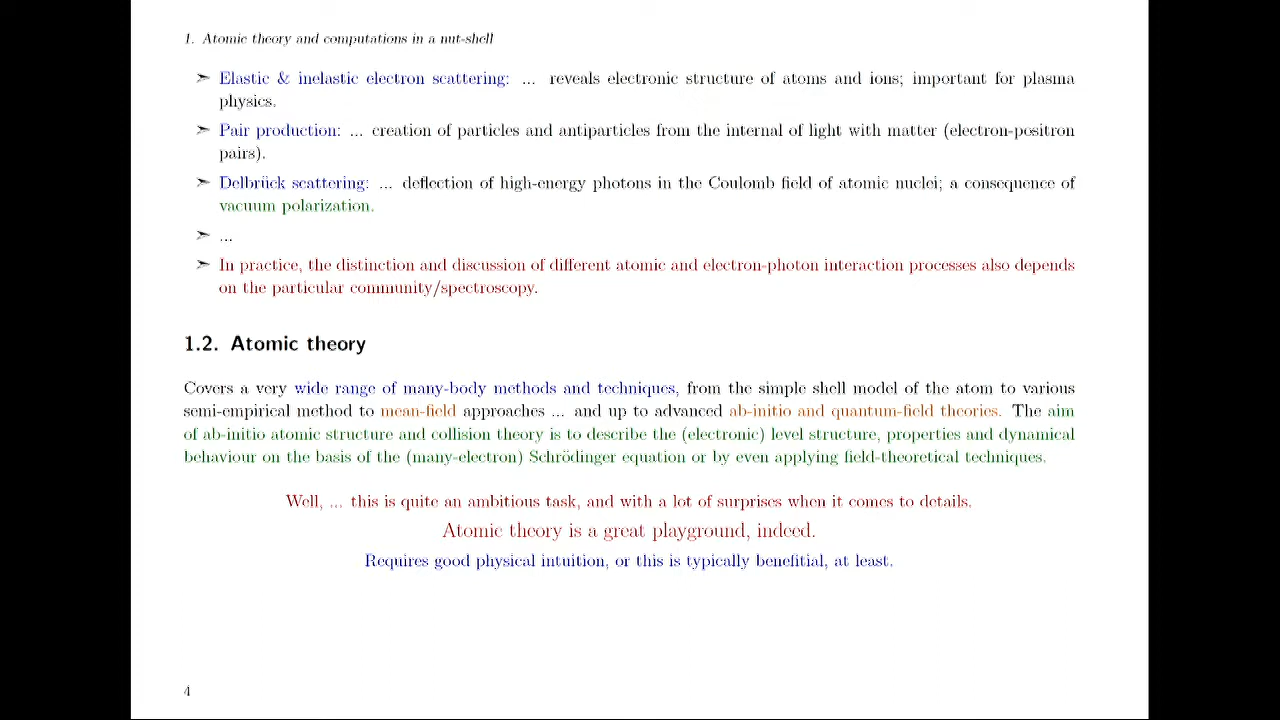 1. Atomic theory and computations in a nut-shell
➣ Elastic & inelastic electron scattering: ... reveals electronic structure of atoms and ions; important for plasma
physics.
➣ Pair production: ... creation of particles and antiparticles from the internal of light with matter (electron-positron
pairs).
➣ Delbrück scattering: ... deflection of high-energy photons in the Coulomb field of atomic nuclei; a consequence of
vacuum polarization.
➣ ...
➣ In practice, the distinction and discussion of different atomic and electron-photon interaction processes also depends
on the particular community/spectroscopy.
1.2. Atomic theory
Covers a very wide range of many-body methods and techniques, from the simple shell model of the atom to various
semi-empirical method to mean-field approaches ... and up to advanced ab-initio and quantum-field theories. The aim
of ab-initio atomic structure and collision theory is to describe the (electronic) level structure, properties and dynamical
behaviour on the basis of the (many-electron) Schrödinger equation or by even applying field-theoretical techniques.
Well, ... this is quite an ambitious task, and with a lot of surprises when it comes to details.
Atomic theory is a great playground, indeed.
Requires good physical intuition, or this is typically benefitial, at least.
4